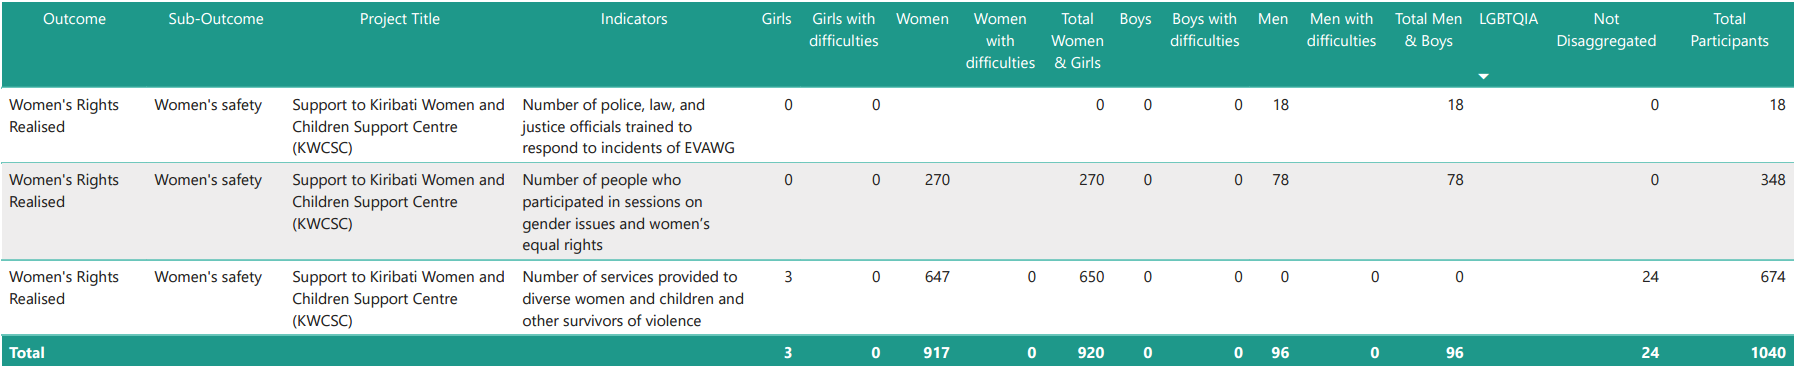 Outcome Sub-Outcome Project Title Indicators Girls Girls with Women Women Total Boys Boys with Men Men with Total Men LGBTQIA Not Total
difficulties with Women difficulties difficulties & Boys Disaggregated Participants
difficulties & Girls
Women's Rights Women's safety Support to Kiribati Women and Number of police, law, and 0 0 0 0 0 18 18 0 18
Realised Children Support Centre justice officials trained to
(KWCSC) respond to incidents of EVAWG
Women's Rights Women's safety Support to Kiribati Women and Number of people who 0 0 270 270 0 0 78 78 0 348
Realised Children Support Centre participated in sessions on
(KWCSC) gender issues and women’s
equal rights
Women's Rights Women's safety Support to Kiribati Women and Number of services provided to 3 0 647 0 650 0 0 0 0 0 24 674
Realised Children Support Centre diverse women and children and
(KWCSC) other survivors of violence
Total 3 0 917 0 920 0 0 96 0 96 24 1040